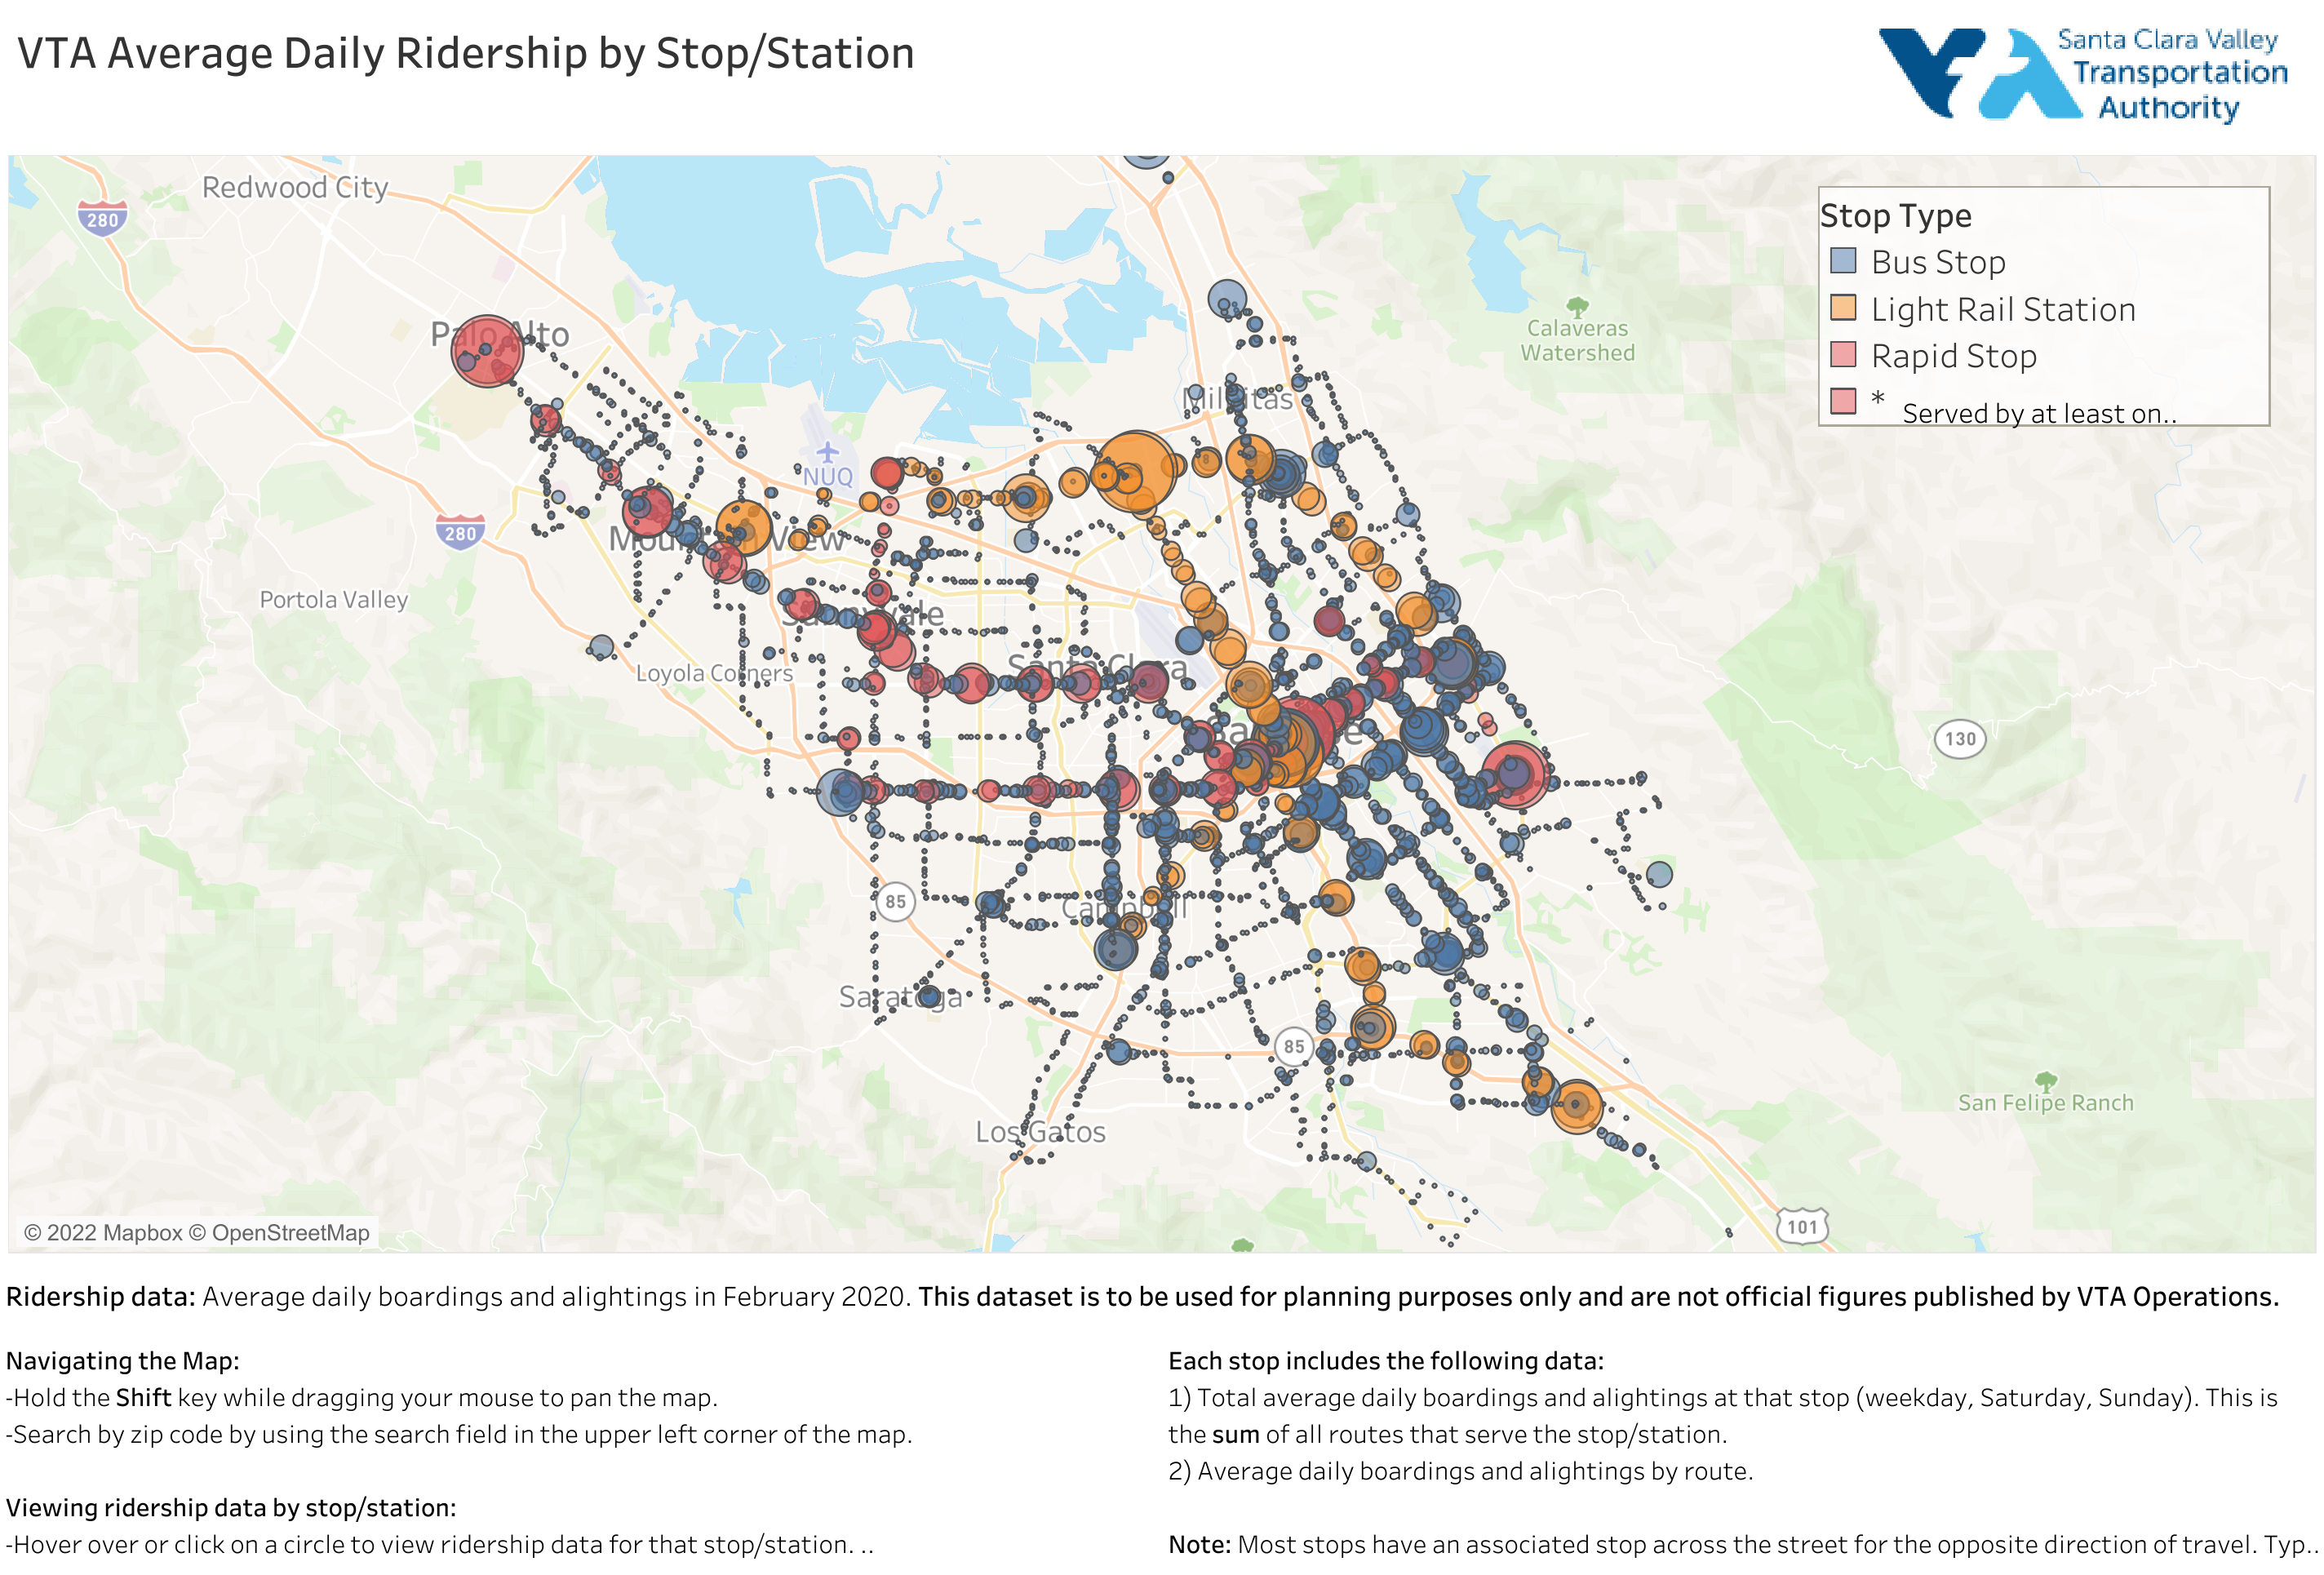 VTA Average Daily Ridership by Stop/Station
Santa Clara Valley
Transportation
Authority
Redwood City
280
Stop Type
Bus Stop
Light Rail Station
Rapid Stop
* Served by at least on..
Palo Alto
Calaveras
Watershed
Milpitas
NUQ
280
Mountain View
Portola Valley
Sunnyvale
Santa Clara
Loyola Corners
San Jose
130
85
Campbell
Saratoga
85
San Felipe Ranch
Los Gatos
101
© 2022 Mapbox © OpenStreetMap
Ridership data: Average daily boardings and alightings in February 2020. This dataset is to be used for planning purposes only and are not official figures published by VTA Operations.
Navigating the Map:
-Hold the Shift key while dragging your mouse to pan the map.
-Search by zip code by using the search field in the upper left corner of the map.
Viewing ridership data by stop/station:
-Hover over or click on a circle to view ridership data for that stop/station. ..
Each stop includes the following data:
1) Total average daily boardings and alightings at that stop (weekday, Saturday, Sunday). This is
the sum of all routes that serve the stop/station.
2) Average daily boardings and alightings by route.
Note: Most stops have an associated stop across the street for the opposite direction of travel. Typ..